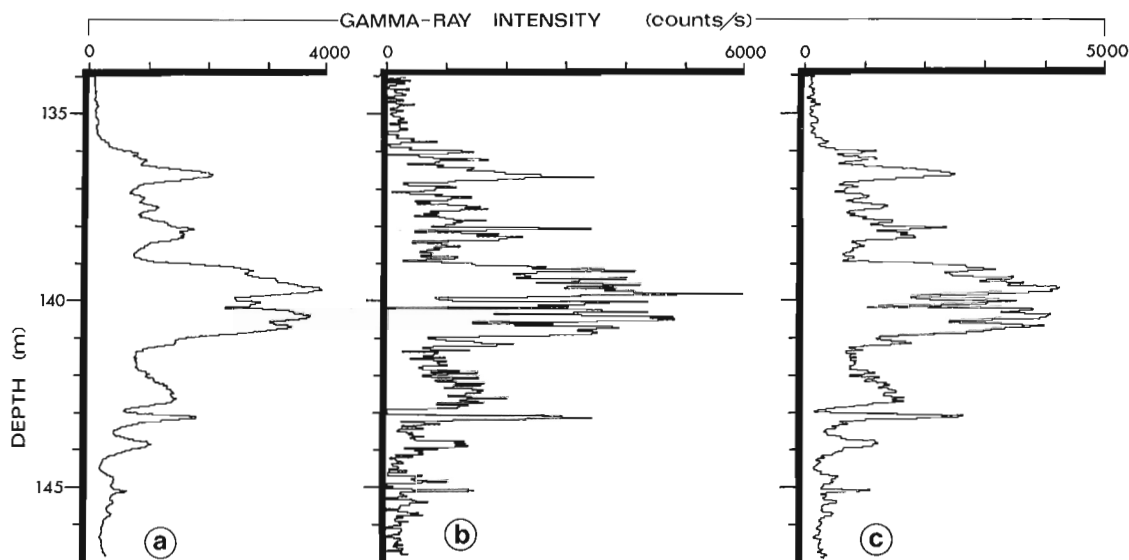 GAMMA-RAY INTENSITY (counts/s)
0 4000 0 6000 0 5000
135
140
145
DEPTH (m)
a b c